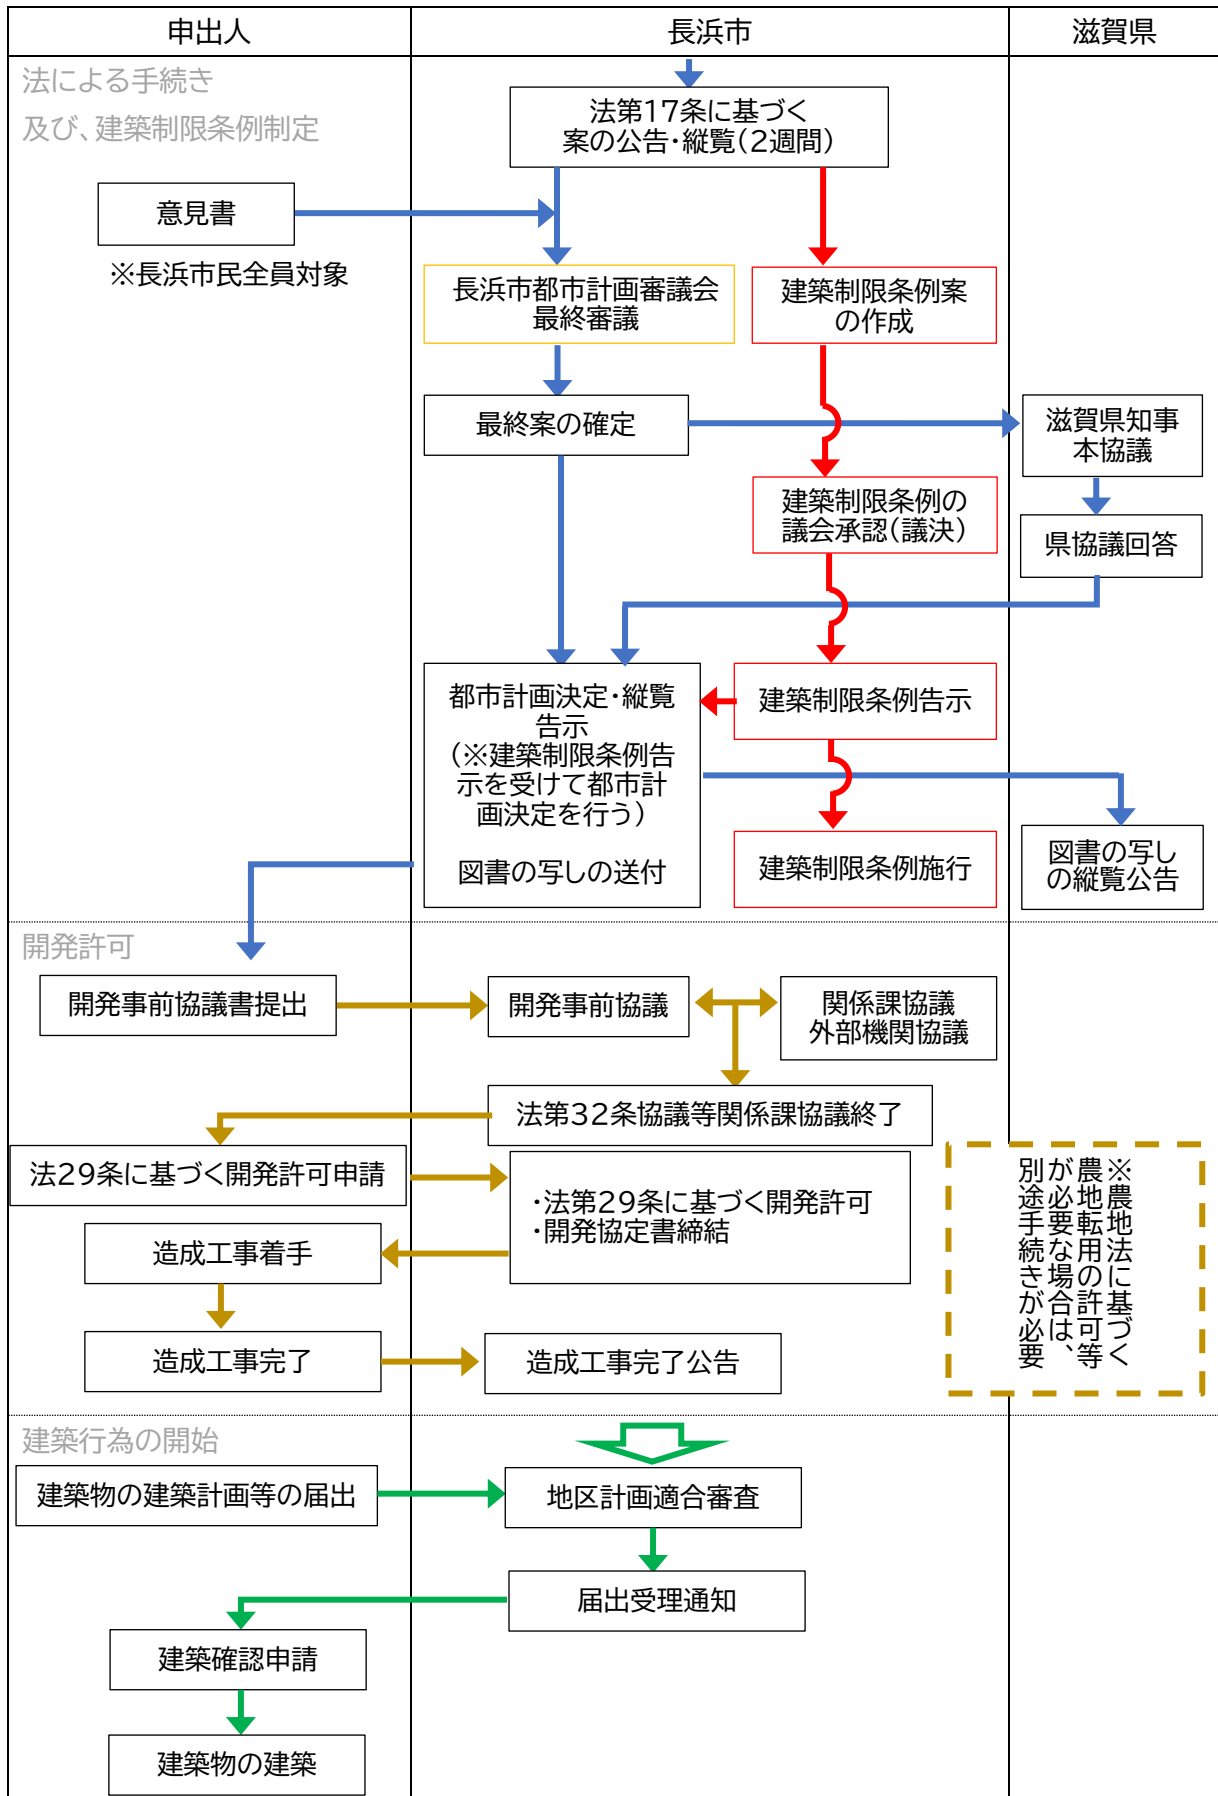 申出人
長浜市
滋賀県
法による手続き
及び、建築制限条例制定
法第17条に基づく
案の公告・縦覧(2週間)
意見書
※長浜市民全員対象
長浜市都市計画審議会
最終審議
建築制限条例案
の作成
最終案の確定
滋賀県知事
本協議
建築制限条例の
議会承認(議決)
県協議回答
都市計画決定・縦覧
告示
(※建築制限条例告
示を受けて都市計
画決定を行う)
図書の写しの送付
建築制限条例告示
建築制限条例施行
図書の写し
の縦覧公告
開発許可
開発事前協議書提出
開発事前協議
関係課協議
外部機関協議
法第32条協議等関係課協議終了
法29条に基づく開発許可申請
・法第29条に基づく開発許可
・開発協定書締結
※農地法に基づく
農地転用の許可等
が必要な場合は、
別途手続きが必要
造成工事着手
造成工事完了
造成工事完了公告
建築行為の開始
建築物の建築計画等の届出
地区計画適合審査
届出受理通知
建築確認申請
建築物の建築